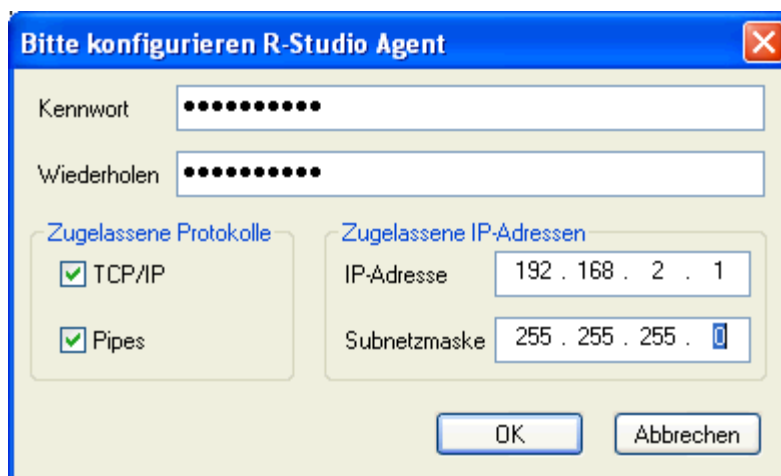 Bitte konfigurieren R-Studio Agent
Kennwort ●●●●●●●●●●
Wiederholen ●●●●●●●●●●
Zugelassene Protokolle
TCP/IP
Pipes
Zugelassene IP-Adressen
IP-Adresse 192 . 168 . 2 . 1
Subnetzmaske 255 . 255 . 255 . 0
OK Abbrechen